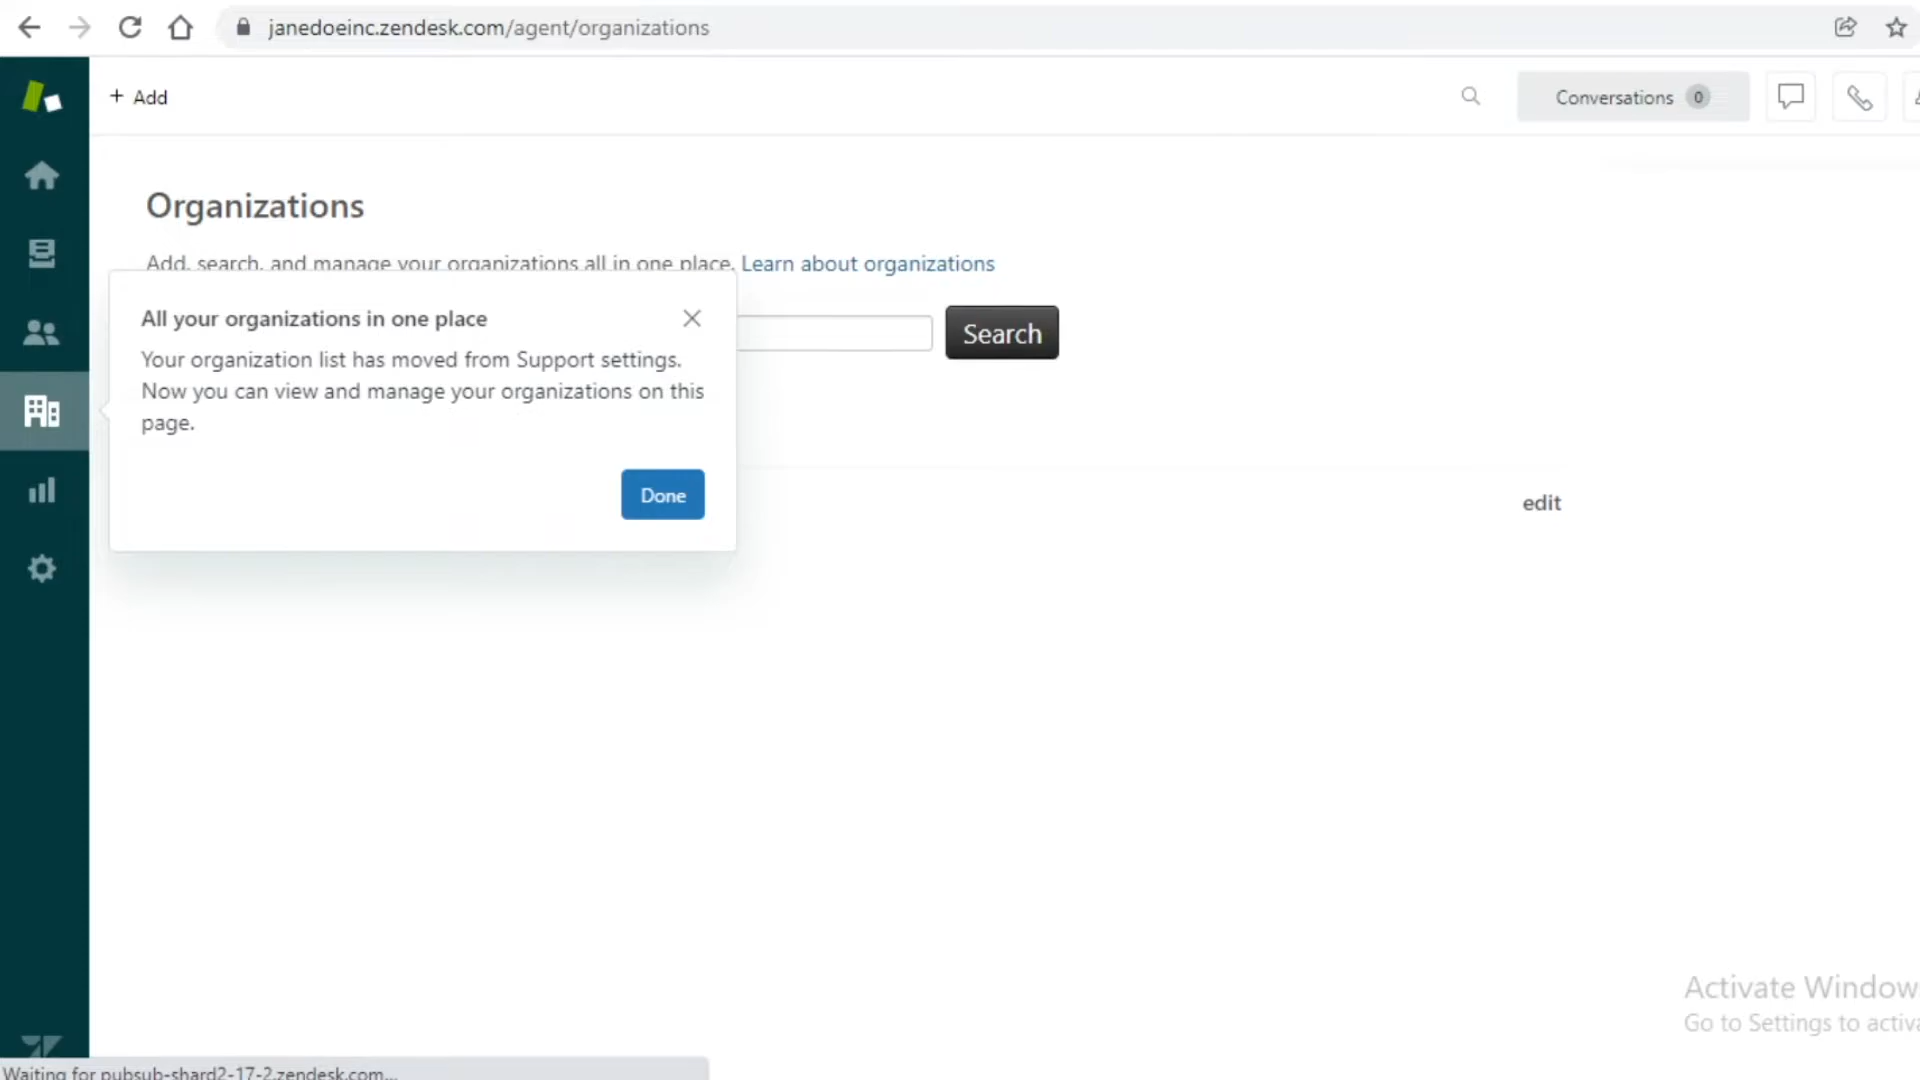 janedoeinc.zendesk.com/agent/organizations
+ Add
Conversations 0
Organizations
Add, search, and manage your organizations all in one place. Learn about organizations
All your organizations in one place
Your organization list has moved from Support settings.
Now you can view and manage your organizations on this
page.
Search
Done
edit
Activate Window
Go to Settings to activa
Waiting for pubsub-shard2-17-2.zendesk.com...